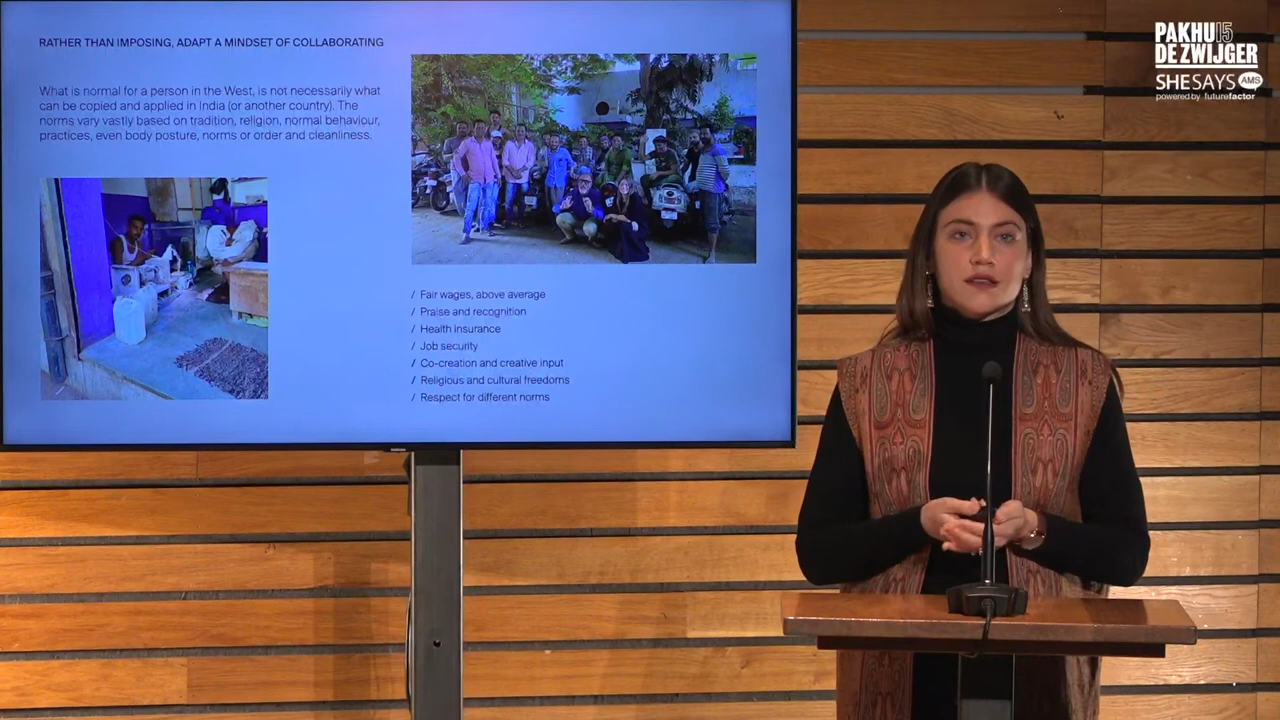 RATHER THAN IMPOSING, ADAPT A MINDSET OF COLLABORATING
What is normal for a person in the West, is not necessarily what
can be copied and applied in India (or another country). The
norms vary vastly based on tradition, religion, normal behaviour,
practices, even body posture, norms or order and cleanliness.
/ Fair wages, above average
/ Praise and recognition
/ Health insurance
/ Job security
/ Co-creation and creative input
/ Religious and cultural freedoms
/ Respect for different norms
PAKHU15
DE ZWIJGER
SHESAYS AMS
powered by futurefactor